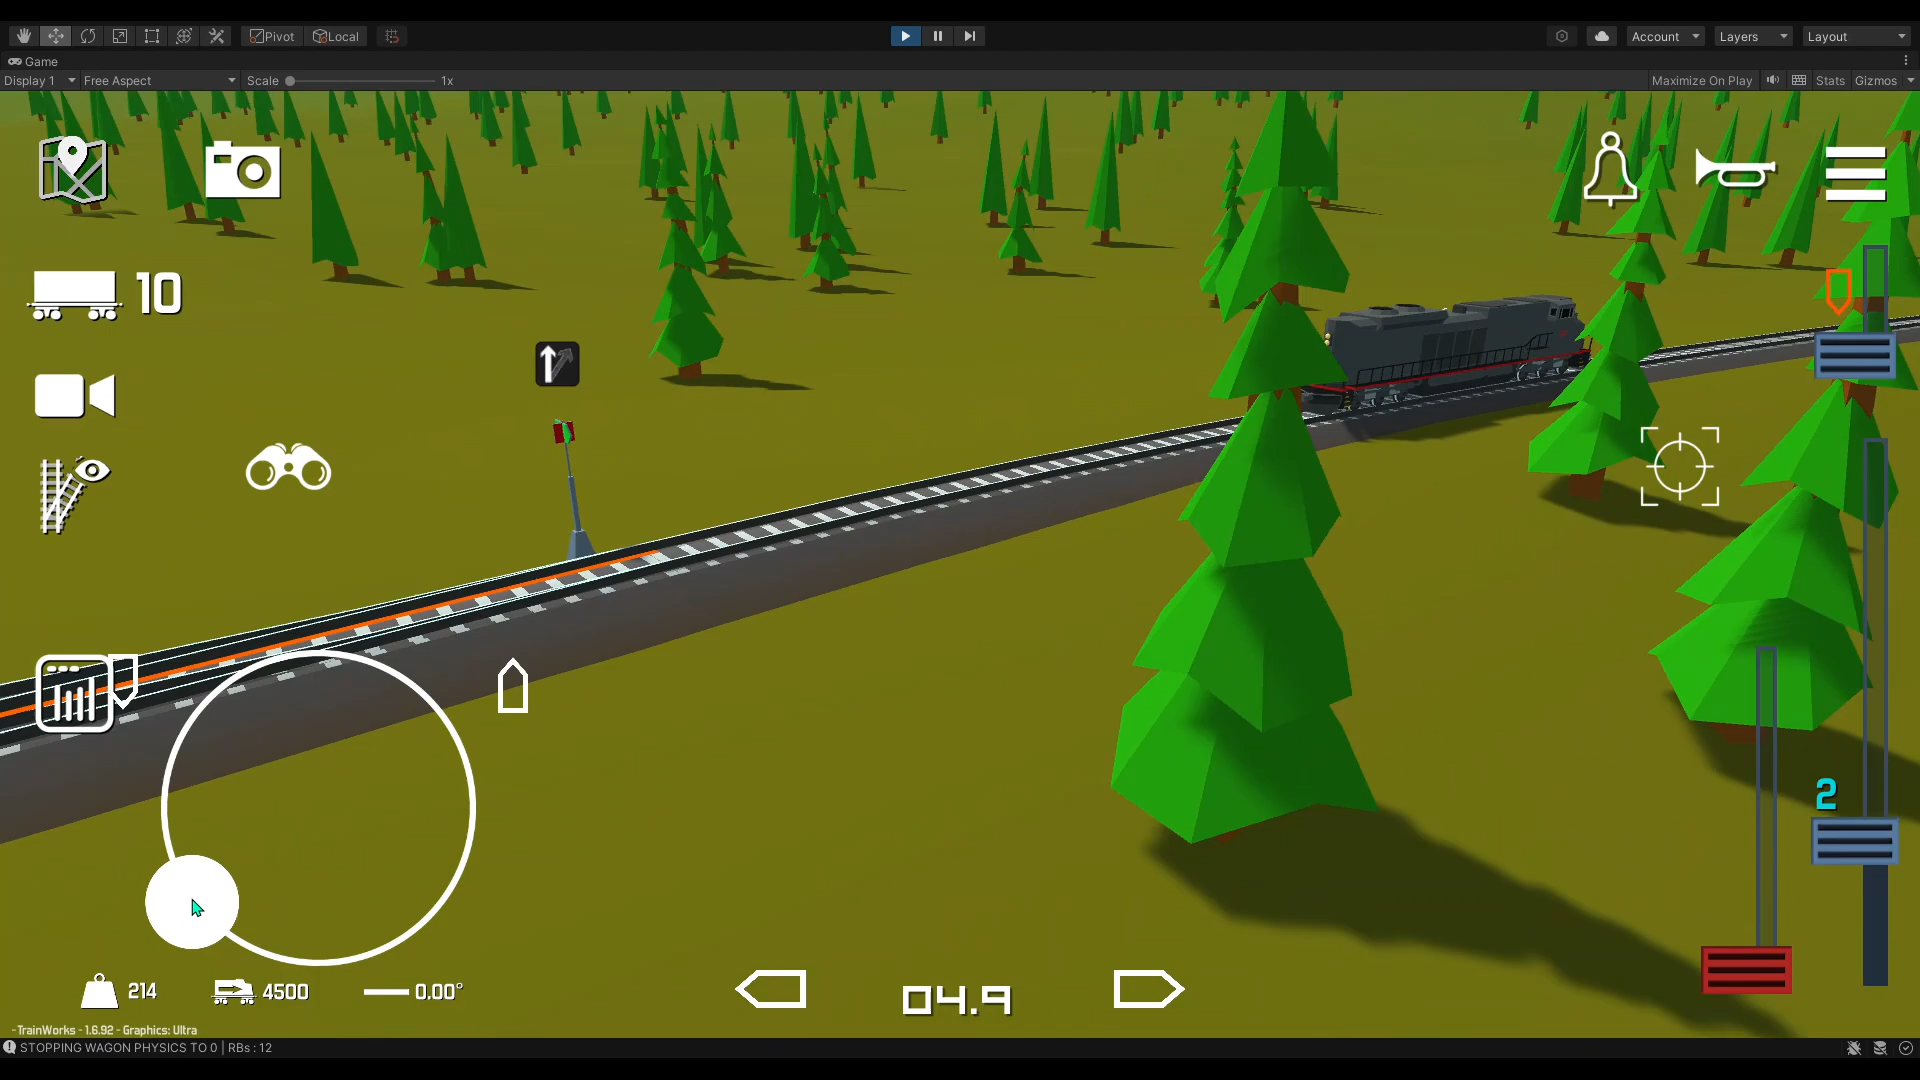 Pivot Local Account Layers Layout
Game
Display 1 Free Aspect Scale 1x Maximize On Play Stats Gizmos
10
2
214 4500 0.00° 04.9
- TrainWorks - 1.6.92 - Graphics: Ultra
STOPPING WAGON PHYSICS TO 0 | RBs : 12